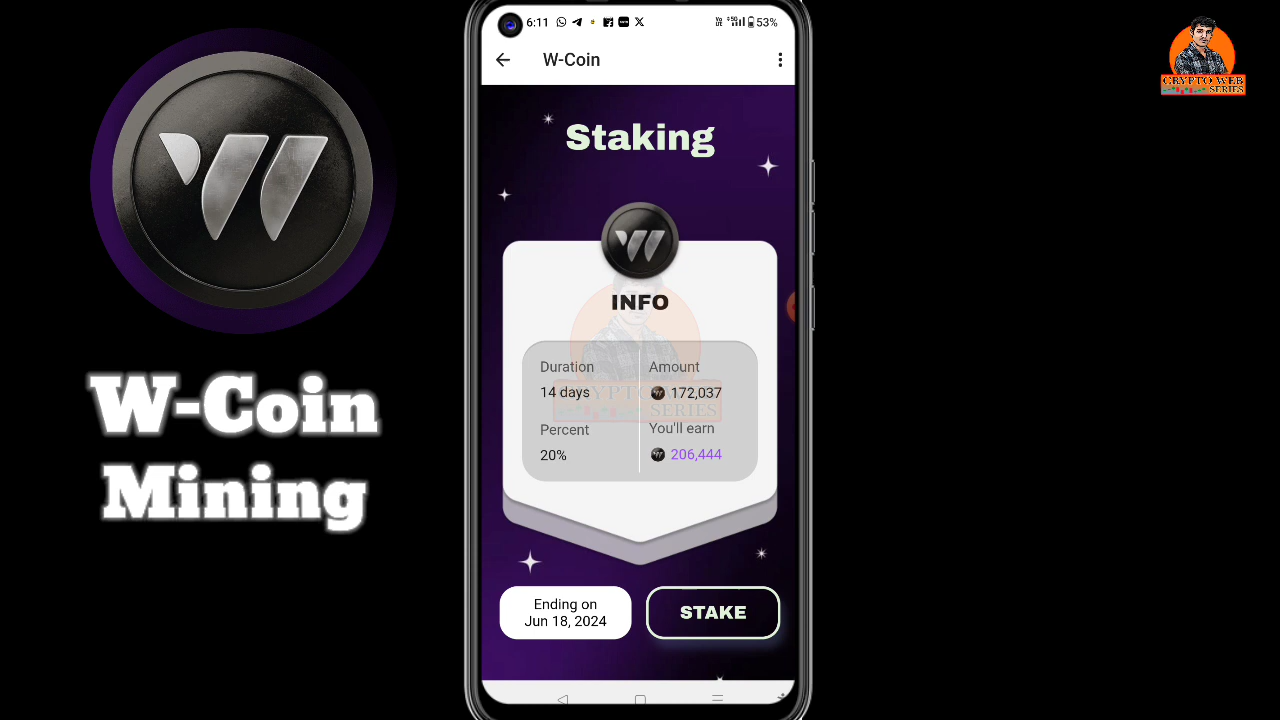 6:11
53%
W-Coin
CRYPTO WEB
SERIES
Staking
INFO
Duration
Amount
14 days
172,037
Percent
You'll earn
20%
206,444
Ending on
Jun 18, 2024
STAKE
W-Coin
Mining